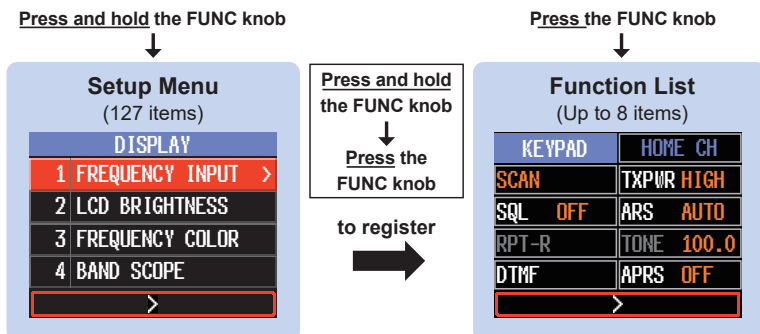 Press and hold the FUNC knob
Setup Menu
(127 items)
DISPLAY
1 FREQUENCY INPUT >
2 LCD BRIGHTNESS
3 FREQUENCY COLOR
4 BAND SCOPE
>
Press and hold
the FUNC knob
Press the
FUNC knob
to register
Press the FUNC knob
Function List
(Up to 8 items)
KEYPAD HOME CH
SCAN TXPWR HIGH
SQL OFF ARS AUTO
RPT-R TONE 100.0
DTMF APRS OFF
>